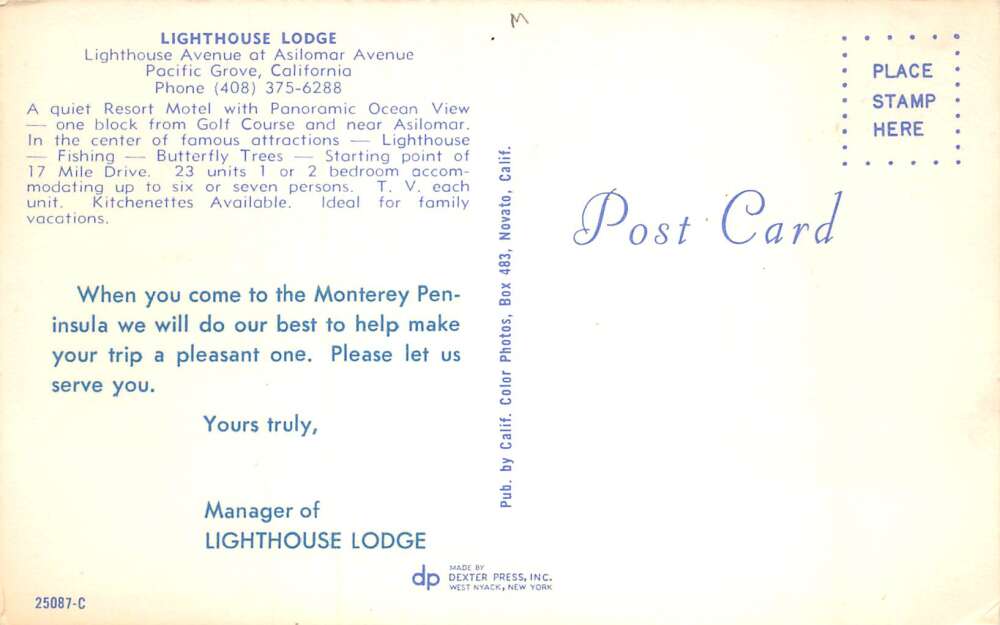 M
LIGHTHOUSE LODGE
Lighthouse Avenue at Asilomar Avenue
Pacific Grove, California
Phone (408) 375-6288
A quiet Resort Motel with Panoramic Ocean View
— one block from Golf Course and near Asilomar.
In the center of famous attractions — Lighthouse
— Fishing — Butterfly Trees — Starting point of
17 Mile Drive. 23 units 1 or 2 bedroom accom-
modating up to six or seven persons. T. V. each
unit. Kitchenettes Available. Ideal for family
vacations.
When you come to the Monterey Pen-
insula we will do our best to help make
your trip a pleasant one. Please let us
serve you.
Yours truly,
Manager of
LIGHTHOUSE LODGE
25087-C
dp
MADE BY
DEXTER PRESS, INC.
WEST NYACK, NEW YORK
Pub. by Calif. Color Photos, Box 483, Novato, Calif.
Post Card
PLACE
STAMP
HERE